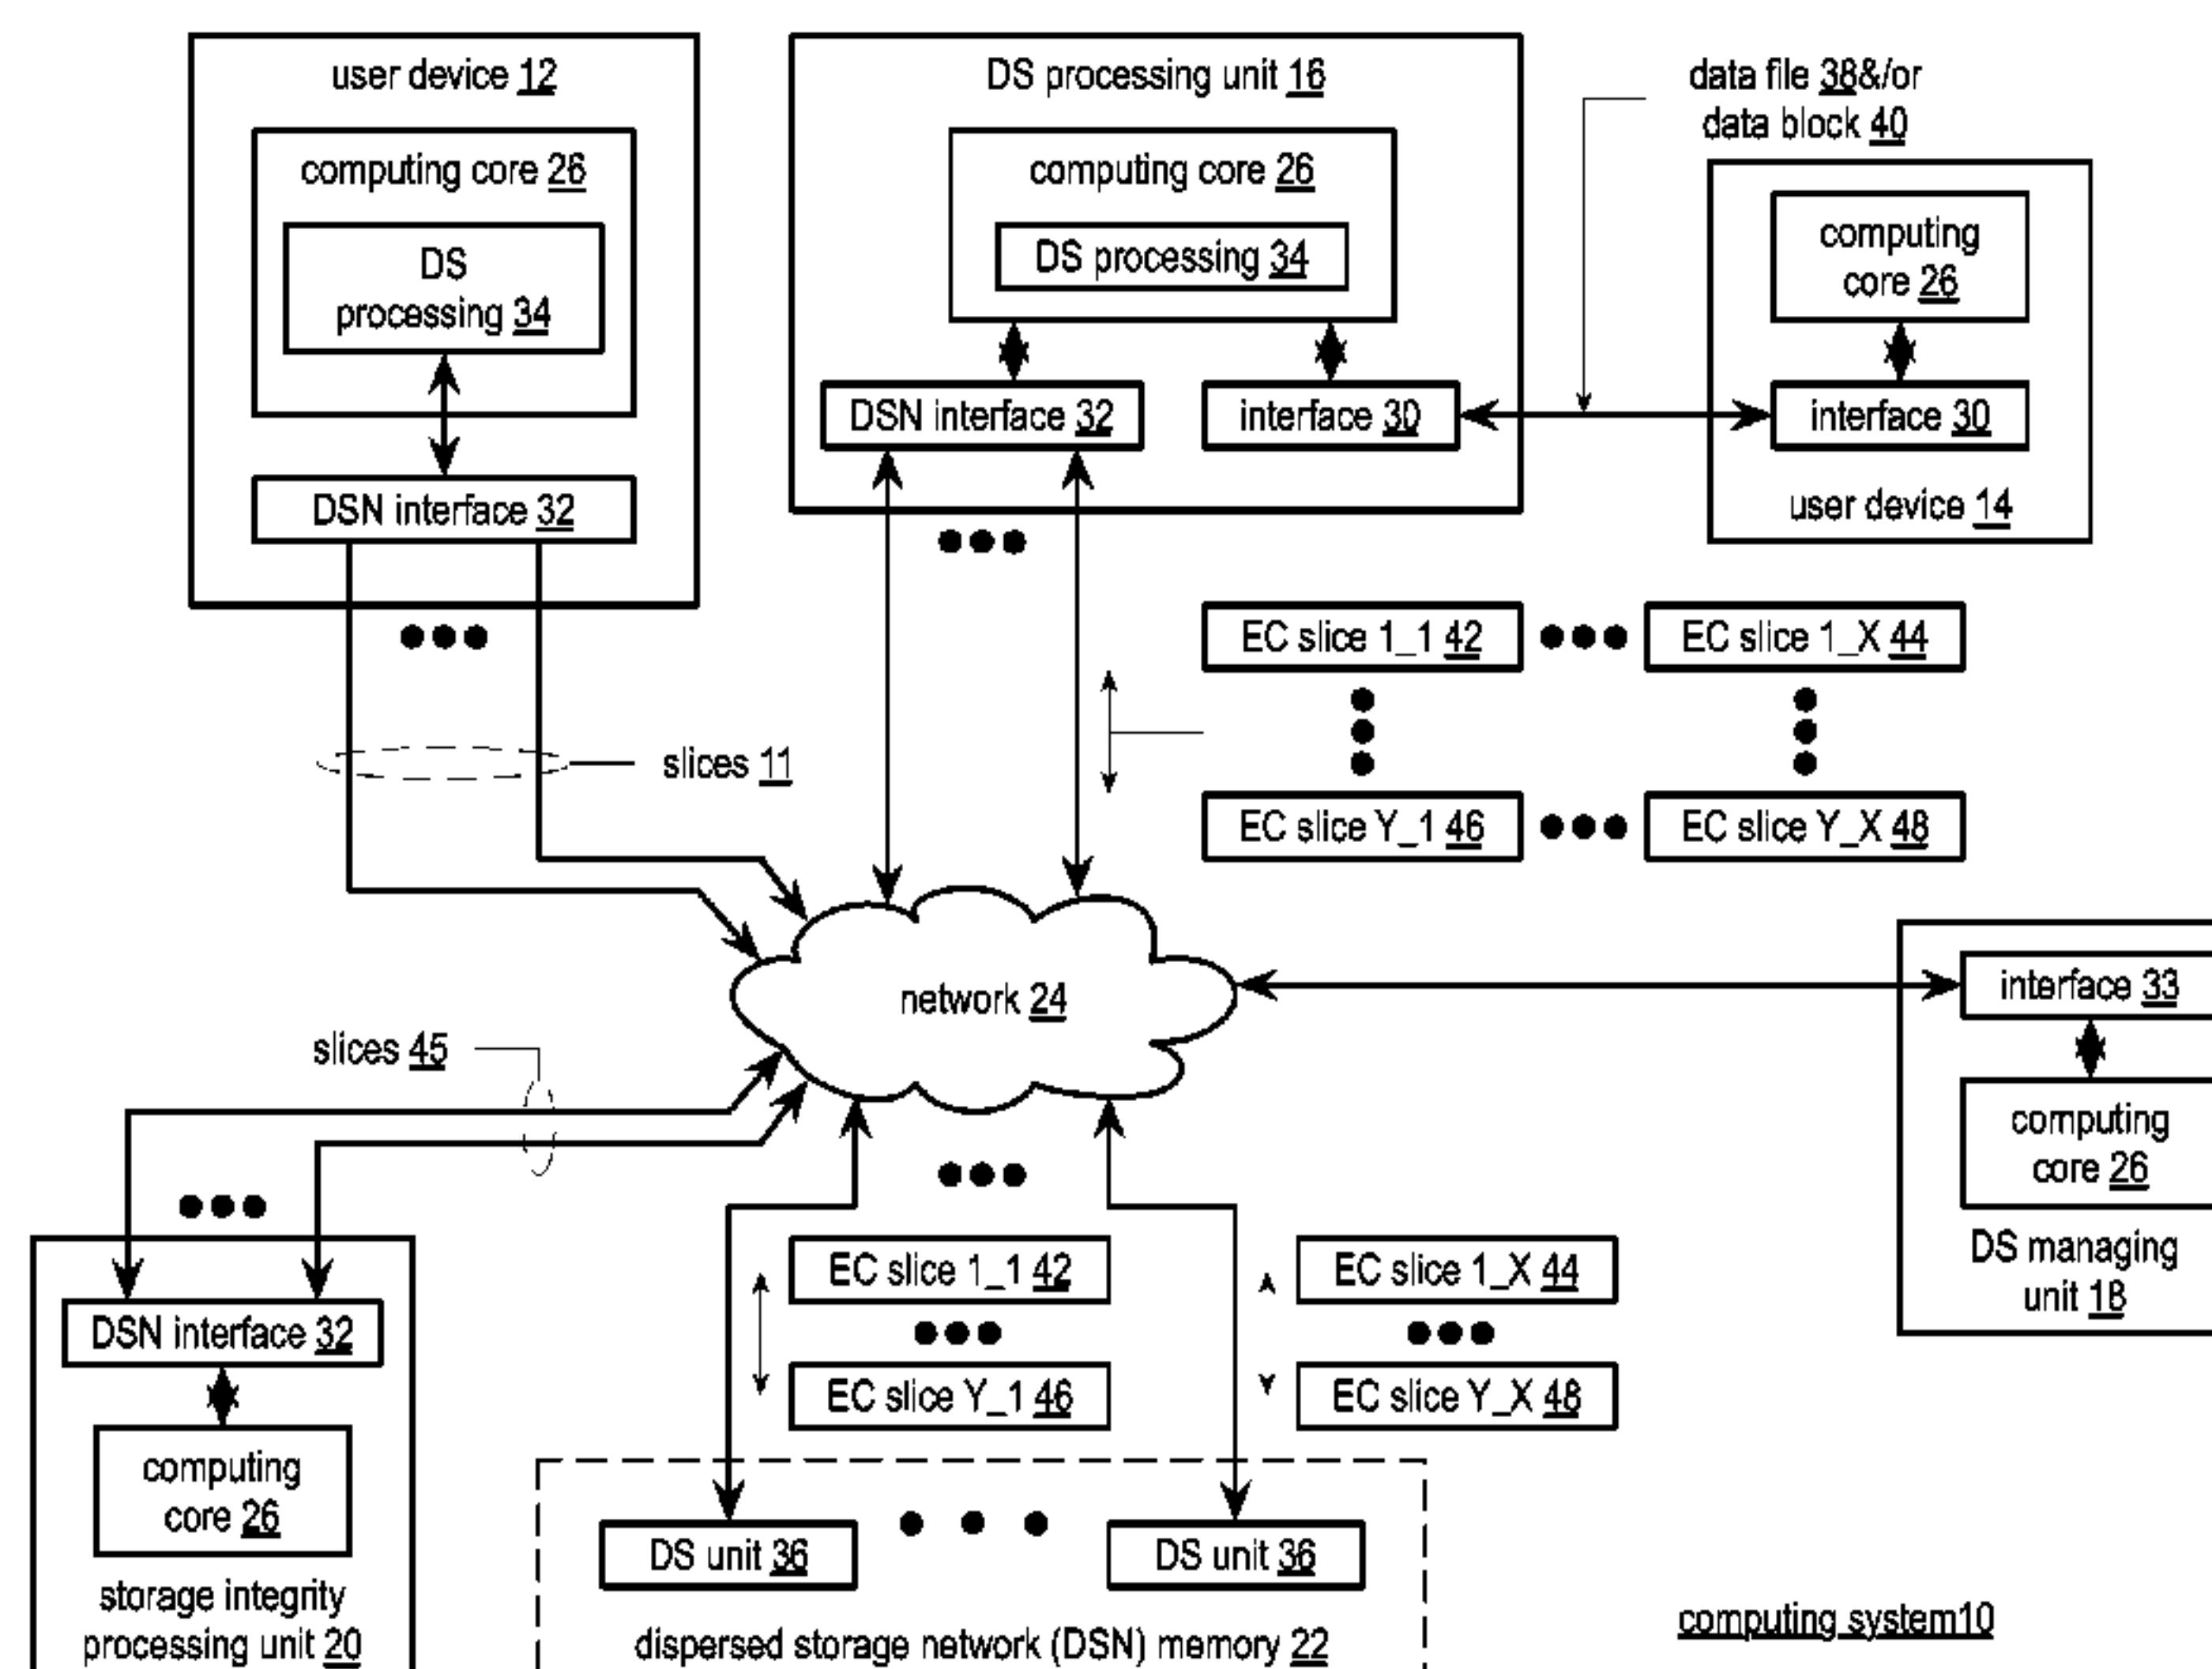 user device 12
computing core 26
DS
processing 34
DSN interface 32
DS processing unit 16
computing core 26
DS processing 34
DSN interface 32
interface 30
data file 38&/or
data block 40
computing
core 26
interface 30
user device 14
slices 11
EC slice 1_1 42
EC slice 1_X 44
EC slice Y_1 46
EC slice Y_X 48
network 24
interface 33
computing
core 26
DS managing
unit 18
slices 45
DSN interface 32
computing
core 26
storage integrity
processing unit 20
EC slice 1_1 42
EC slice Y_1 46
EC slice 1_X 44
EC slice Y_X 48
DS unit 36
DS unit 36
dispersed storage network (DSN) memory 22
computing system10